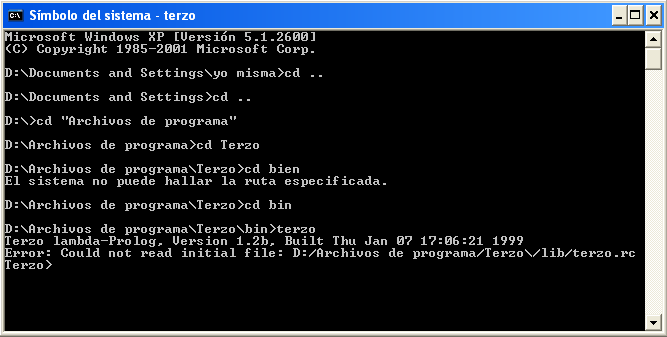 Símbolo del sistema - terzo
Microsoft Windows XP [Versión 5.1.2600]
(C) Copyright 1985-2001 Microsoft Corp.
D:\Documents and Settings\yo misma>cd ..
D:\Documents and Settings>cd ..
D:\>cd "Archivos de programa"
D:\Archivos de programa>cd Terzo
D:\Archivos de programa\Terzo>cd bien
El sistema no puede hallar la ruta especificada.
D:\Archivos de programa\Terzo>cd bin
D:\Archivos de programa\Terzo\bin>terzo
Terzo lambda-Prolog, Version 1.2b, Built Thu Jan 07 17:06:21 1999
Error: Could not read initial file: D:/Archivos de programa/Terzo\/lib/terzo.rc
Terzo>